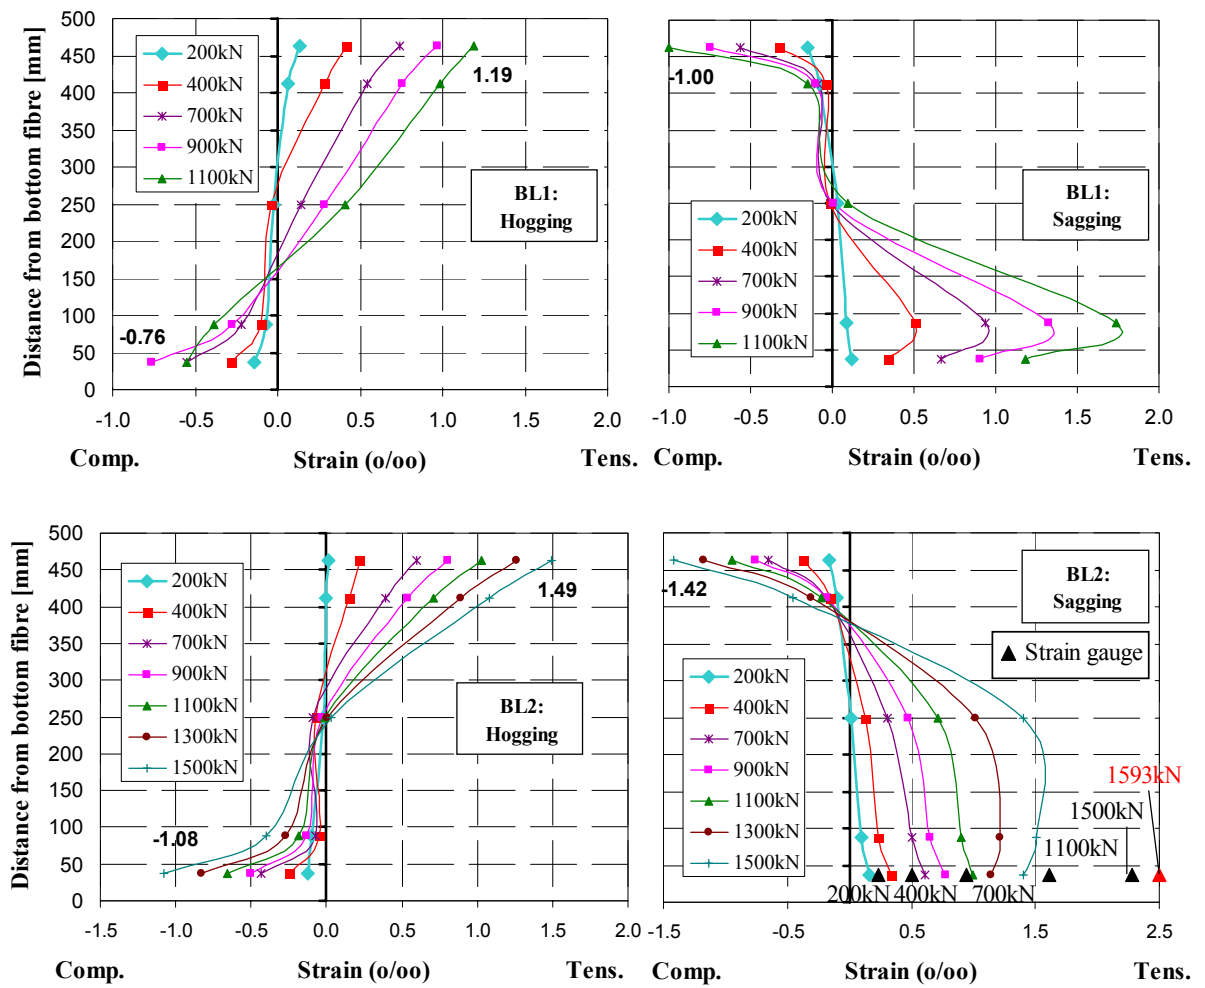 Distance from bottom fibre [mm]
500
450
400
350
300
250
200
150
100
50
0
200kN
400kN
700kN
900kN
1100kN
1.19
BL1:
Hogging
-0.76
-1.0 -0.5 0.0 0.5 1.0 1.5 2.0
Comp. Strain (o/oo) Tens.
-1.00
BL1:
Sagging
200kN
400kN
700kN
900kN
1100kN
-1.0 -0.5 0.0 0.5 1.0 1.5 2.0
Comp. Strain (o/oo) Tens.
Distance from bottom fibre [mm]
500
450
400
350
300
250
200
150
100
50
0
200kN
400kN
700kN
900kN
1100kN
1300kN
1500kN
1.49
BL2:
Hogging
-1.08
-1.5 -1.0 -0.5 0.0 0.5 1.0 1.5 2.0
Comp. Strain (o/oo) Tens.
-1.42
BL2:
Sagging
Strain gauge
200kN
400kN
700kN
900kN
1100kN
1300kN
1500kN
1593kN
1500kN
1100kN
200kN 400kN 700kN
-1.5 -0.5 0.5 1.5 2.5
Comp. Strain (o/oo) Tens.